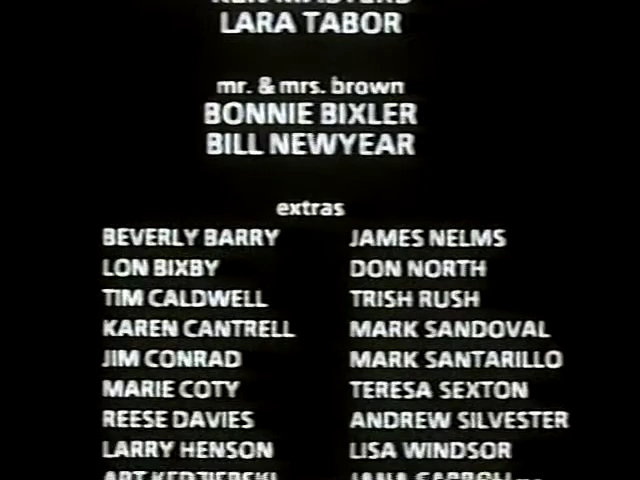 LARA TABOR
mr. & mrs. brown
BONNIE BIXLER
BILL NEWYEAR
extras
BEVERLY BARRY JAMES NELMS
LON BIXBY DON NORTH
TIM CALDWELL TRISH RUSH
KAREN CANTRELL MARK SANDOVAL
JIM CONRAD MARK SANTARILLO
MARIE COTY TERESA SEXTON
REESE DAVIES ANDREW SILVESTER
LARRY HENSON LISA WINDSOR